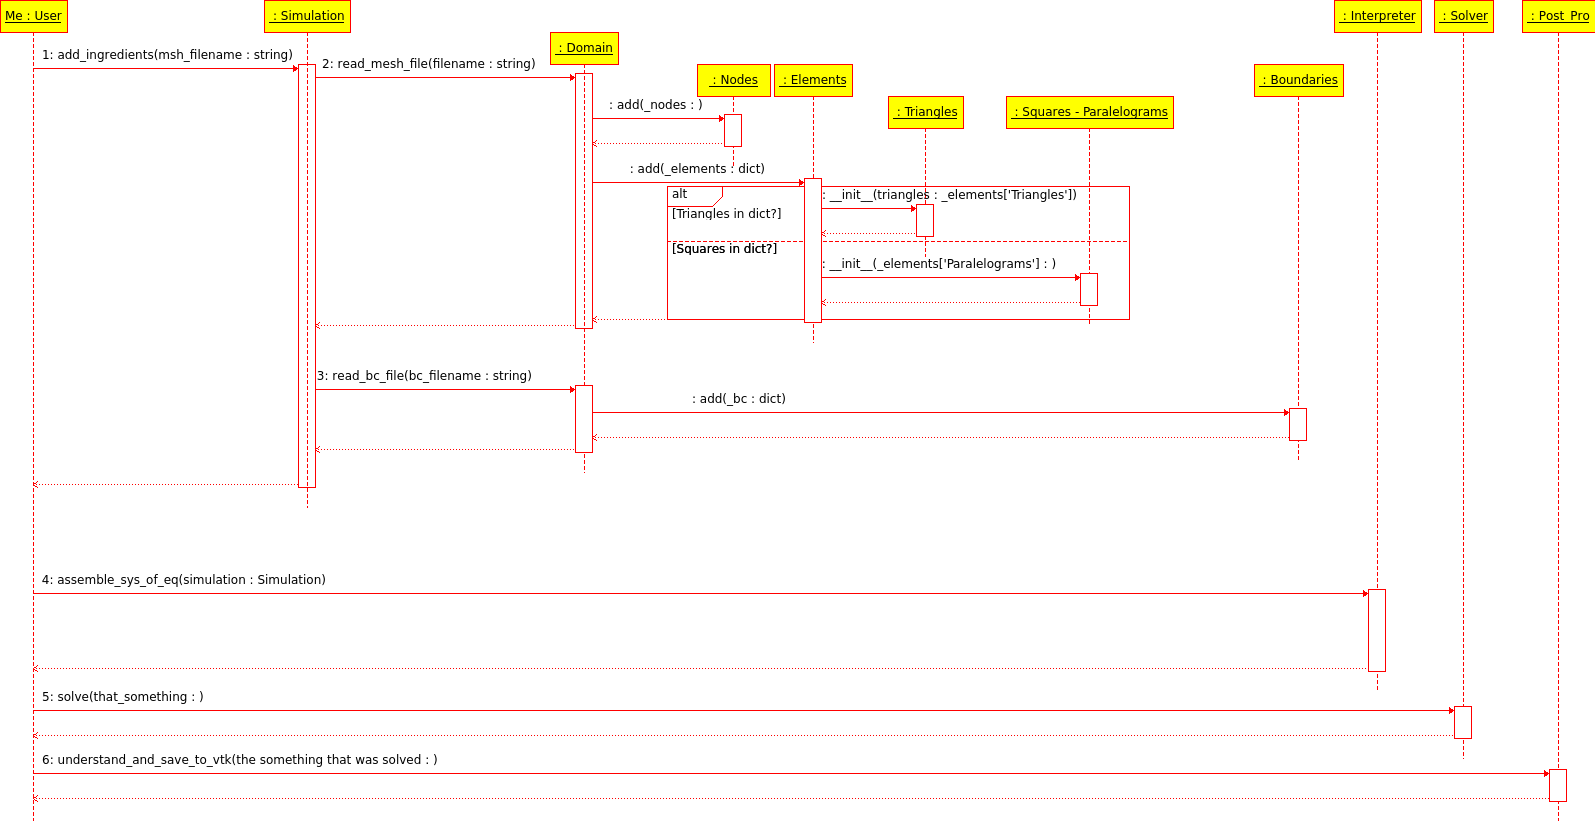 Me : User
: Simulation
: Interpreter
: Solver
: Post_Pro
: Domain
1: add_ingredients(msh_filename : string)
2: read_mesh_file(filename : string)
: Nodes
: Elements
: Boundaries
: add(_nodes : )
: Triangles
: Squares - Paralelograms
: add(_elements : dict)
alt
: __init__(triangles : _elements['Triangles'])
[Triangles in dict?]
[Squares in dict?]
: __init__(_elements['Paralelograms'] : )
3: read_bc_file(bc_filename : string)
: add(_bc : dict)
4: assemble_sys_of_eq(simulation : Simulation)
5: solve(that_something : )
6: understand_and_save_to_vtk(the something that was solved : )